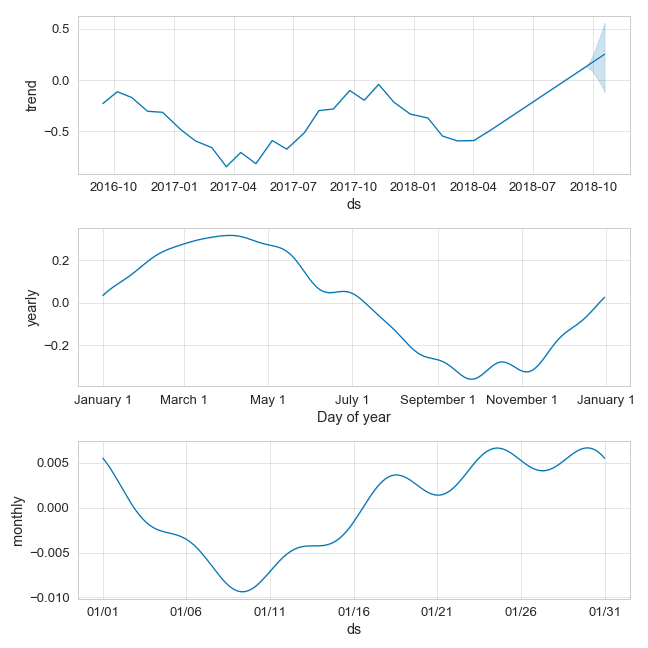 0.5
0.0
−0.5
trend
2016-10 2017-01 2017-04 2017-07 2017-10 2018-01 2018-04 2018-07 2018-10
ds
0.2
0.0
−0.2
yearly
January 1 March 1 May 1 July 1 September 1 November 1 January 1
Day of year
0.005
0.000
−0.005
−0.010
monthly
01/01 01/06 01/11 01/16 01/21 01/26 01/31
ds